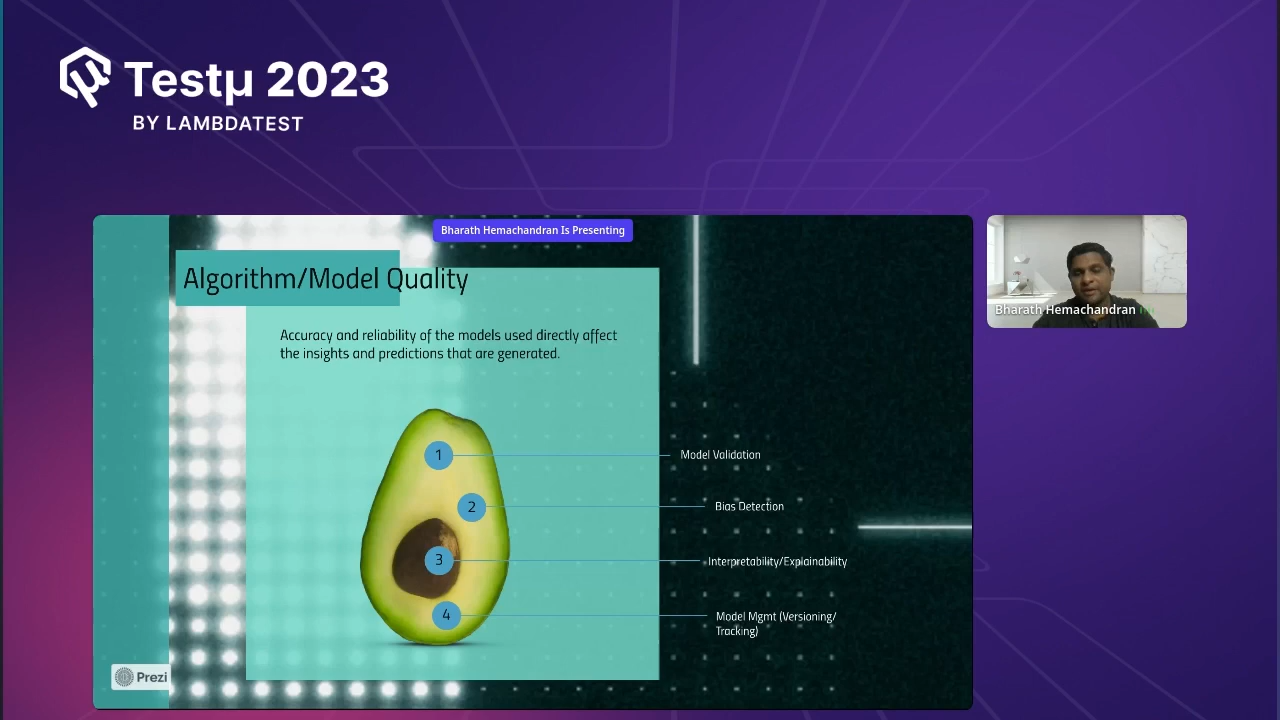 Testμ 2023
BY LAMBDATEST
Bharath Hemachandran Is Presenting
Algorithm/Model Quality
Accuracy and reliability of the models used directly affect
the insights and predictions that are generated.
1
Model Validation
2
Bias Detection
3
Interpretability/Explainability
4
Model Mgmt (Versioning/
Tracking)
Prezi
Bharath Hemachandran